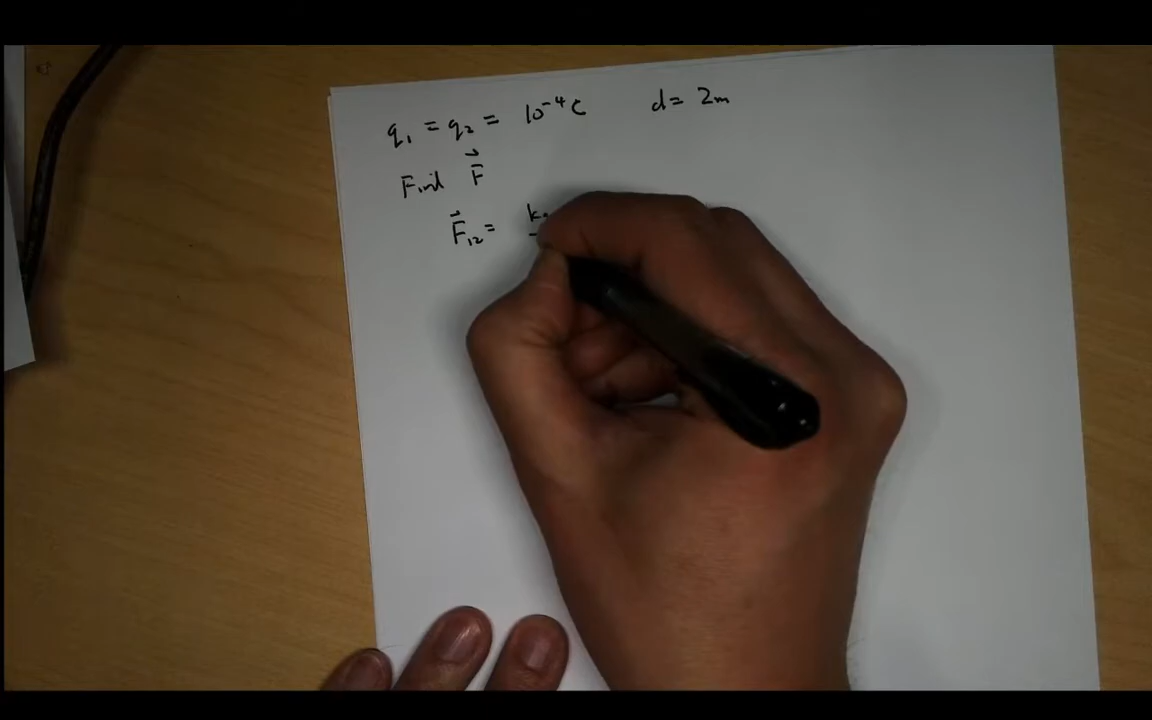 q₁ = q₂ = 10⁻⁴ C d = 2m
Find F⃗
F⃗₁₂ = k